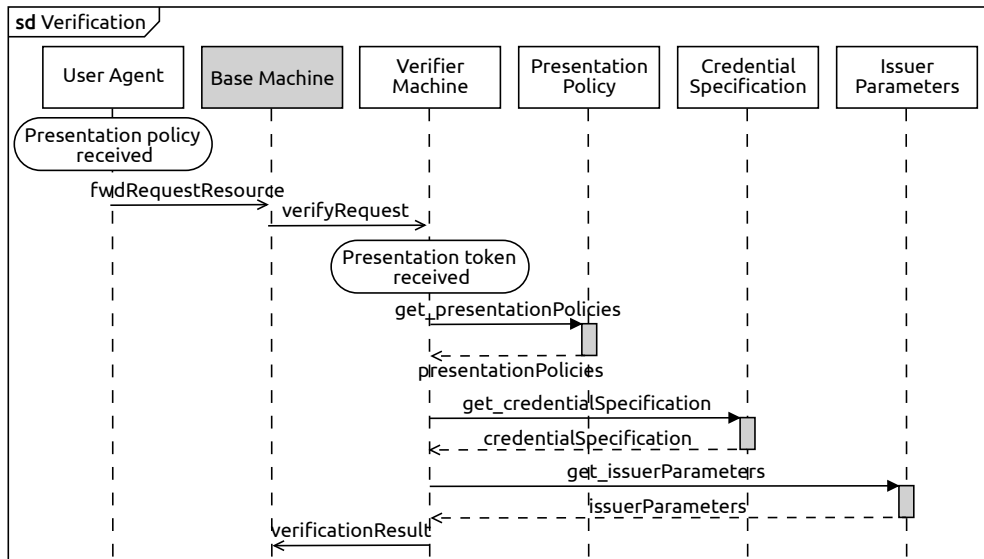 sd Verification
User Agent
Base Machine
Verifier
Machine
Presentation
Policy
Credential
Specification
Issuer
Parameters
Presentation policy
received
fwdRequestResource
verifyRequest
Presentation token
received
get_presentationPolicies
presentationPolicies
get_credentialSpecification
credentialSpecification
get_issuerParameters
issuerParameters
verificationResult